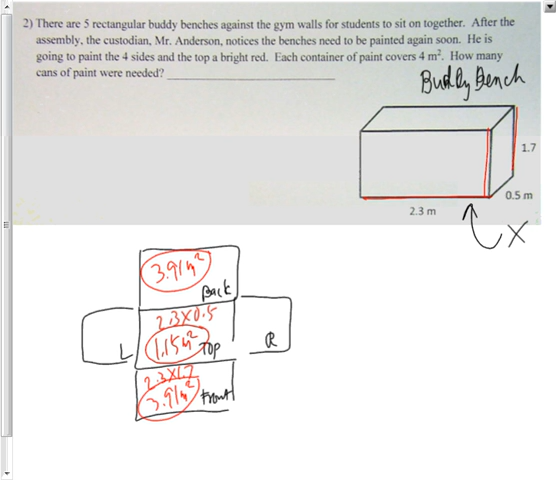 2) There are 5 rectangular buddy benches against the gym walls for students to sit on together. After the
assembly, the custodian, Mr. Anderson, notices the benches need to be painted again soon. He is
going to paint the 4 sides and the top a bright red. Each container of paint covers 4 m². How many
cans of paint were needed?
Buddy Bench
1.7
0.5 m
2.3 m
X
3.91m²
Back
2.3x0.5
1.15m² Top
L
R
2.3x1.7
3.91m² Front